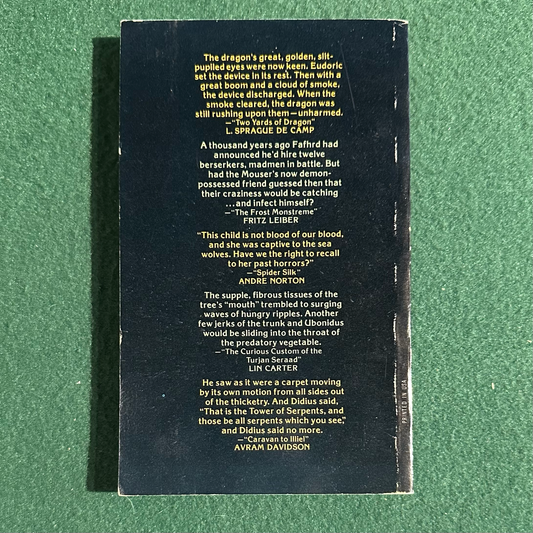 The dragon's great, golden, slit-
pupiled eyes were now keen. Eudoric
set the device in its rest. Then with a
great boom and a cloud of smoke,
the device discharged. When the
smoke cleared, the dragon was
still rushing upon them—unharmed.
—"Two Yards of Dragon"
L. SPRAGUE DE CAMP
A thousand years ago Fafhrd had
announced he'd hire twelve
berserkers, madmen in battle. But
had the Mouser's now demon-
possessed friend guessed then that
their craziness would be catching
...and infect himself?
—"The Frost Monstreme"
FRITZ LEIBER
"This child is not blood of our blood,
and she was captive to the sea
wolves. Have we the right to recall
to her past horrors?"
—"Spider Silk"
ANDRE NORTON
The supple, fibrous tissues of the
tree's "mouth" trembled to surging
waves of hungry ripples. Another
few jerks of the trunk and Ubonidus
would be sliding into the throat of
the predatory vegetable.
—"The Curious Custom of the
Turjan Seraad"
LIN CARTER
He saw as it were a carpet moving
by its own motion from all sides out
of the thicketry. And Didius said,
"That is the Tower of Serpents, and
those be all serpents which you see,"
and Didius said no more.
—"Caravan to Illiel"
AVRAM DAVIDSON
PRINTED IN USA